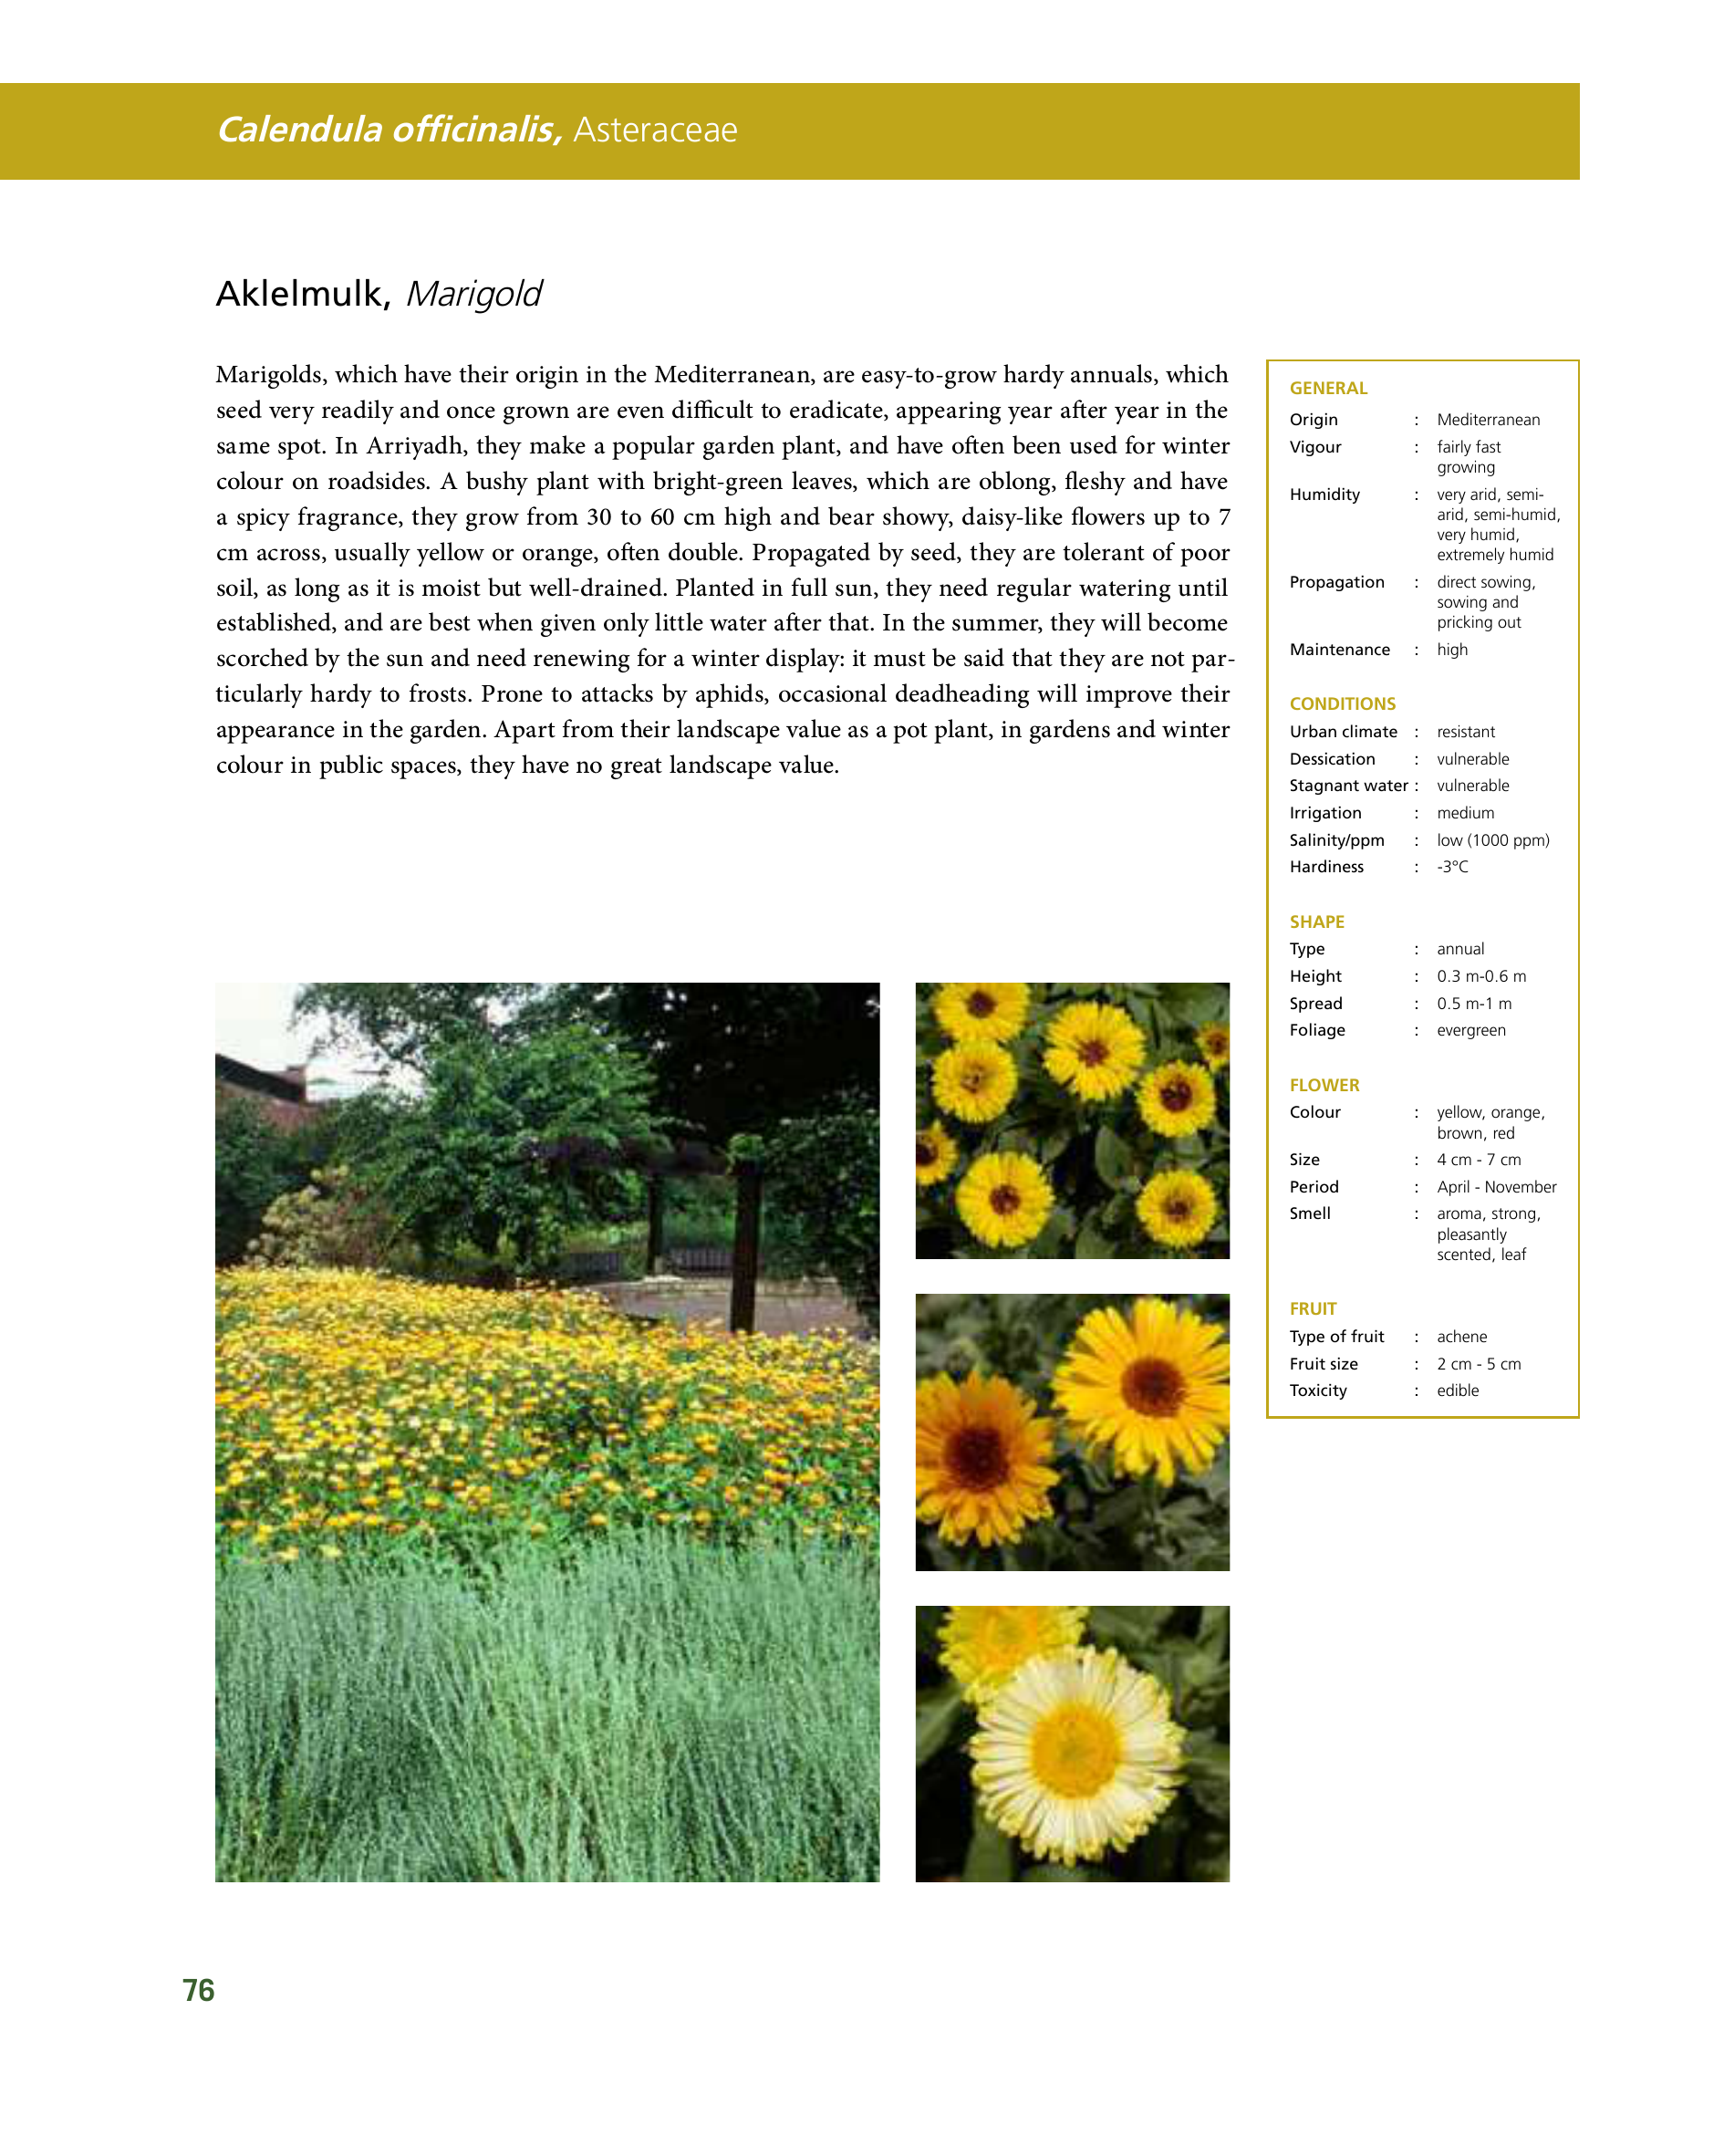 Calendula officinalis, Asteraceae
Aklelmulk, Marigold
Marigolds, which have their origin in the Mediterranean, are easy-to-grow hardy annuals, which
seed very readily and once grown are even difficult to eradicate, appearing year after year in the
same spot. In Arriyadh, they make a popular garden plant, and have often been used for winter
colour on roadsides. A bushy plant with bright-green leaves, which are oblong, fleshy and have
a spicy fragrance, they grow from 30 to 60 cm high and bear showy, daisy-like flowers up to 7
cm across, usually yellow or orange, often double. Propagated by seed, they are tolerant of poor
soil, as long as it is moist but well-drained. Planted in full sun, they need regular watering until
established, and are best when given only little water after that. In the summer, they will become
scorched by the sun and need renewing for a winter display: it must be said that they are not par-
ticularly hardy to frosts. Prone to attacks by aphids, occasional deadheading will improve their
appearance in the garden. Apart from their landscape value as a pot plant, in gardens and winter
colour in public spaces, they have no great landscape value.
GENERAL
Origin : Mediterranean
Vigour : fairly fast
growing
Humidity : very arid, semi-
arid, semi-humid,
very humid,
extremely humid
Propagation : direct sowing,
sowing and
pricking out
Maintenance : high
CONDITIONS
Urban climate : resistant
Dessication : vulnerable
Stagnant water : vulnerable
Irrigation : medium
Salinity/ppm : low (1000 ppm)
Hardiness : -3°C
SHAPE
Type : annual
Height : 0.3 m-0.6 m
Spread : 0.5 m-1 m
Foliage : evergreen
FLOWER
Colour : yellow, orange,
brown, red
Size : 4 cm - 7 cm
Period : April - November
Smell : aroma, strong,
pleasantly
scented, leaf
FRUIT
Type of fruit : achene
Fruit size : 2 cm - 5 cm
Toxicity : edible
76